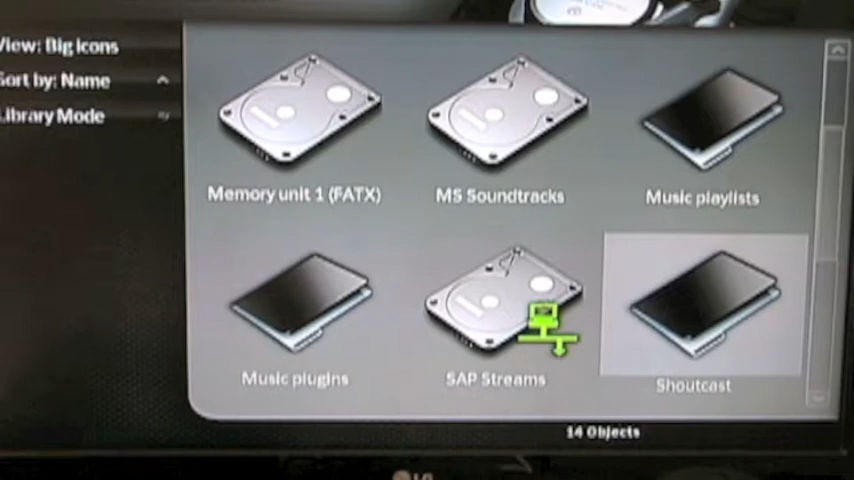 View: Big Icons
Sort by: Name
Library Mode
Memory unit 1 (FATX)
MS Soundtracks
Music playlists
Music plugins
SAP Streams
Shoutcast
14 Objects
LG